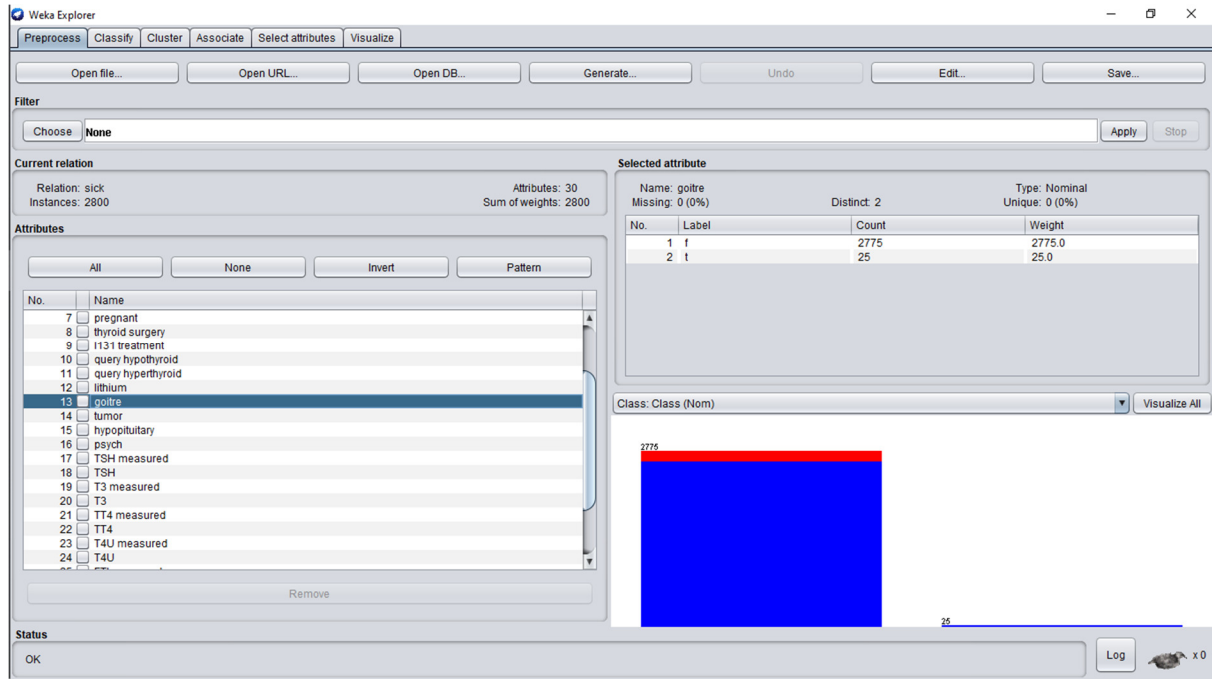 Weka Explorer
Preprocess Classify Cluster Associate Select attributes Visualize
Open file... Open URL... Open DB... Generate... Undo Edit... Save...
Filter
Choose None Apply Stop
Current relation
Relation: sick Attributes: 30
Instances: 2800 Sum of weights: 2800
Attributes
All None Invert Pattern
No. Name
7 pregnant
8 thyroid surgery
9 I131 treatment
10 query hypothyroid
11 query hyperthyroid
12 lithium
13 goitre
14 tumor
15 hypopituitary
16 psych
17 TSH measured
18 TSH
19 T3 measured
20 T3
21 TT4 measured
22 TT4
23 T4U measured
24 T4U
Remove
Selected attribute
Name: goitre Type: Nominal
Missing: 0 (0%) Distinct: 2 Unique: 0 (0%)
No. Label Count Weight
1 f 2775 2775.0
2 t 25 25.0
Class: Class (Nom) Visualize All
2775
25
Status
OK Log x 0